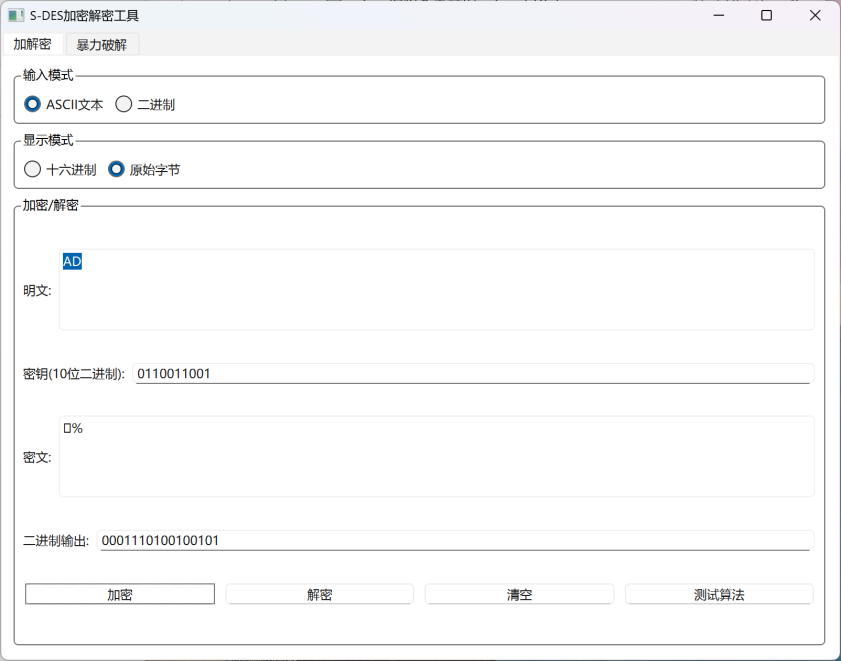 S-DES加密解密工具
加解密 暴力破解
输入模式
ASCII文本 二进制
显示模式
十六进制 原始字节
加密/解密
明文: AD
密钥(10位二进制): 0110011001
密文: %
二进制输出: 0001110100100101
加密 解密 清空 测试算法